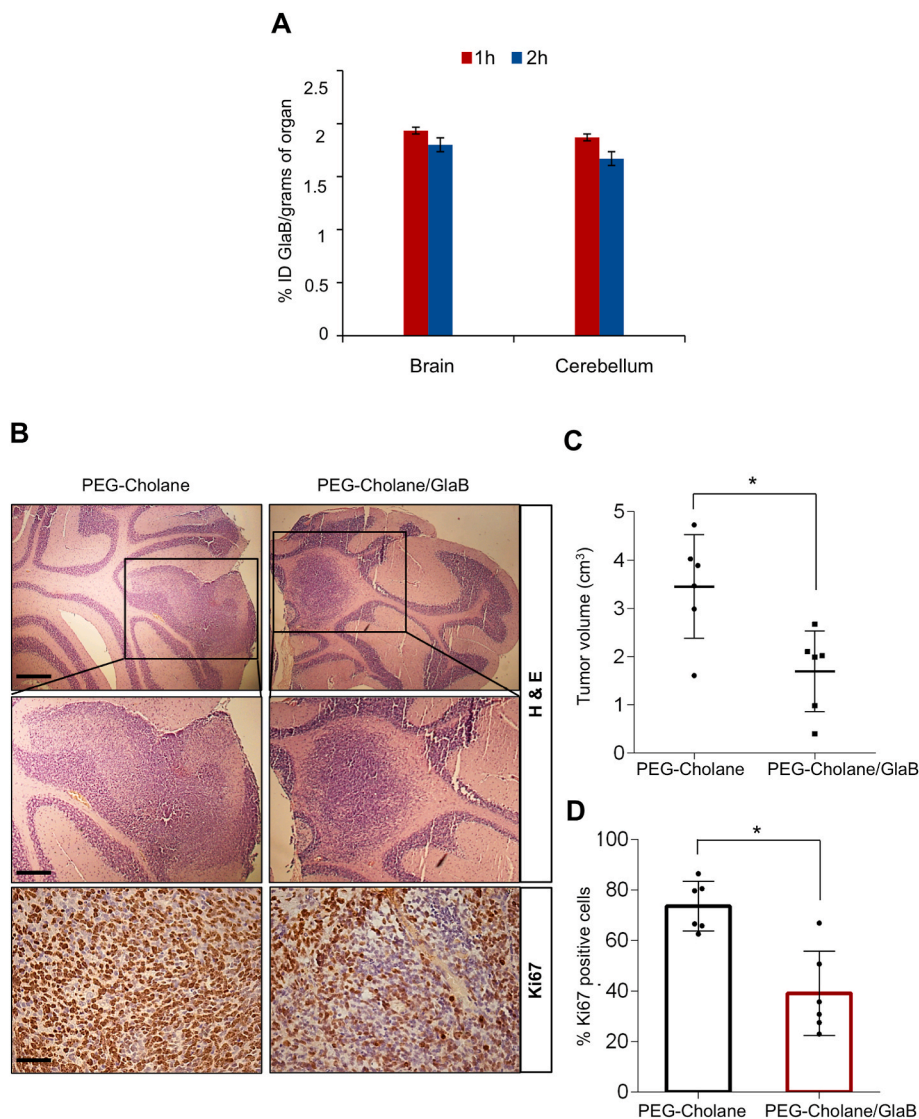 A
1h 2h
% ID GlaB/grams of organ
2.5
2
1.5
1
0.5
0
Brain Cerebellum
B
PEG-Cholane PEG-Cholane/GlaB
H & E
Ki67
C
*
Tumor volume (cm³)
5
4
3
2
1
0
PEG-Cholane PEG-Cholane/GlaB
D
*
% Ki67 positive cells
100
80
60
40
20
0
PEG-Cholane PEG-Cholane/GlaB